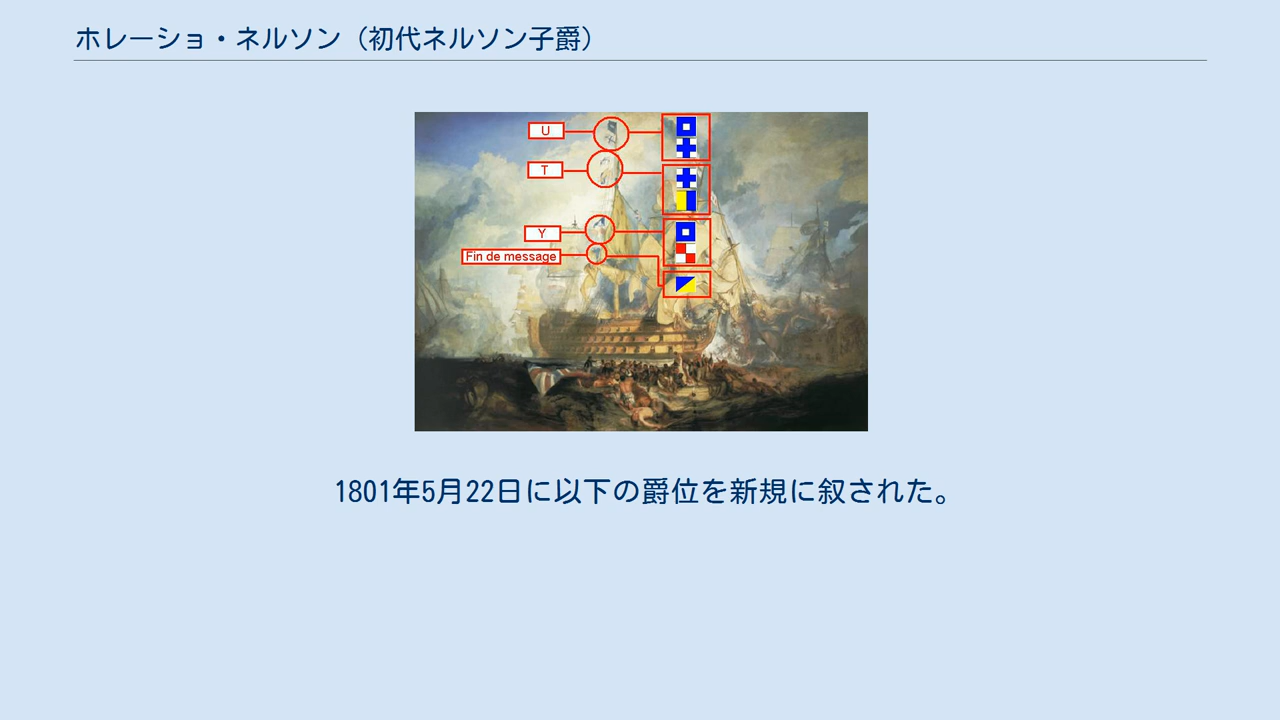 ホレーショ・ネルソン（初代ネルソン子爵）
U
T
Y
Fin de message
1801年5月22日に以下の爵位を新規に叙された。